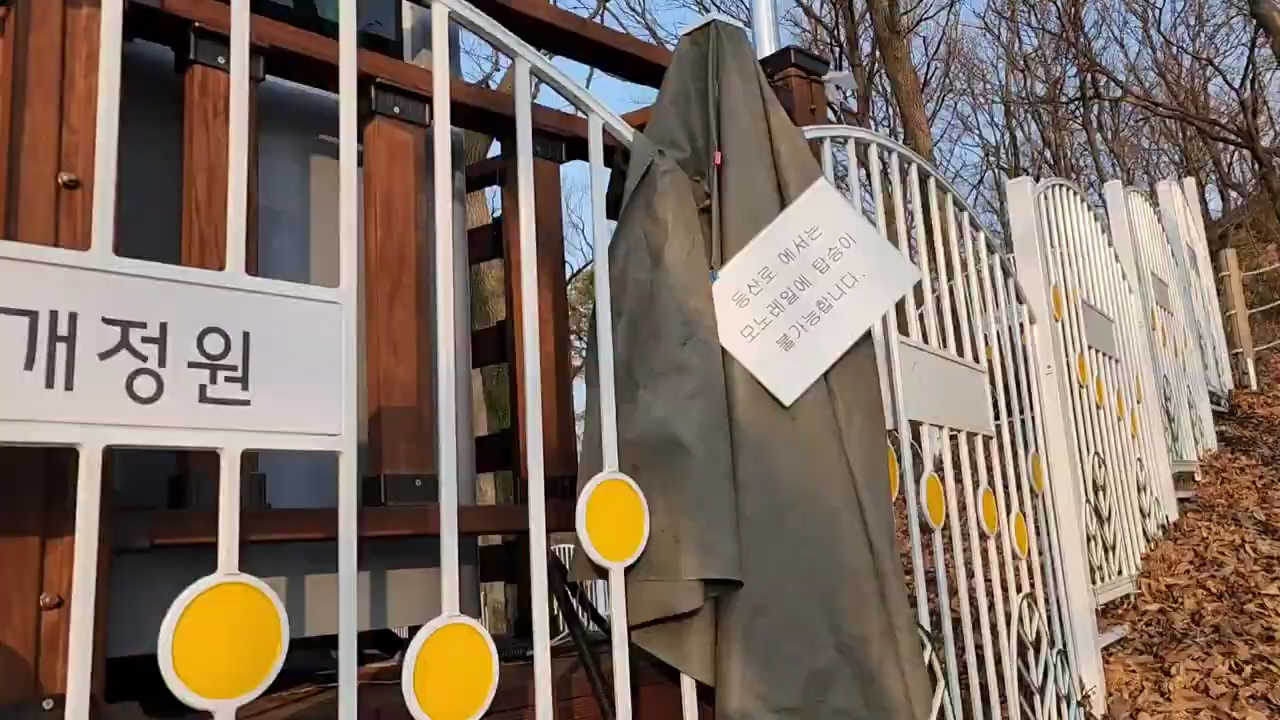 개정원
등산로 에서는
모노레일에 탑승이
불가능합니다.